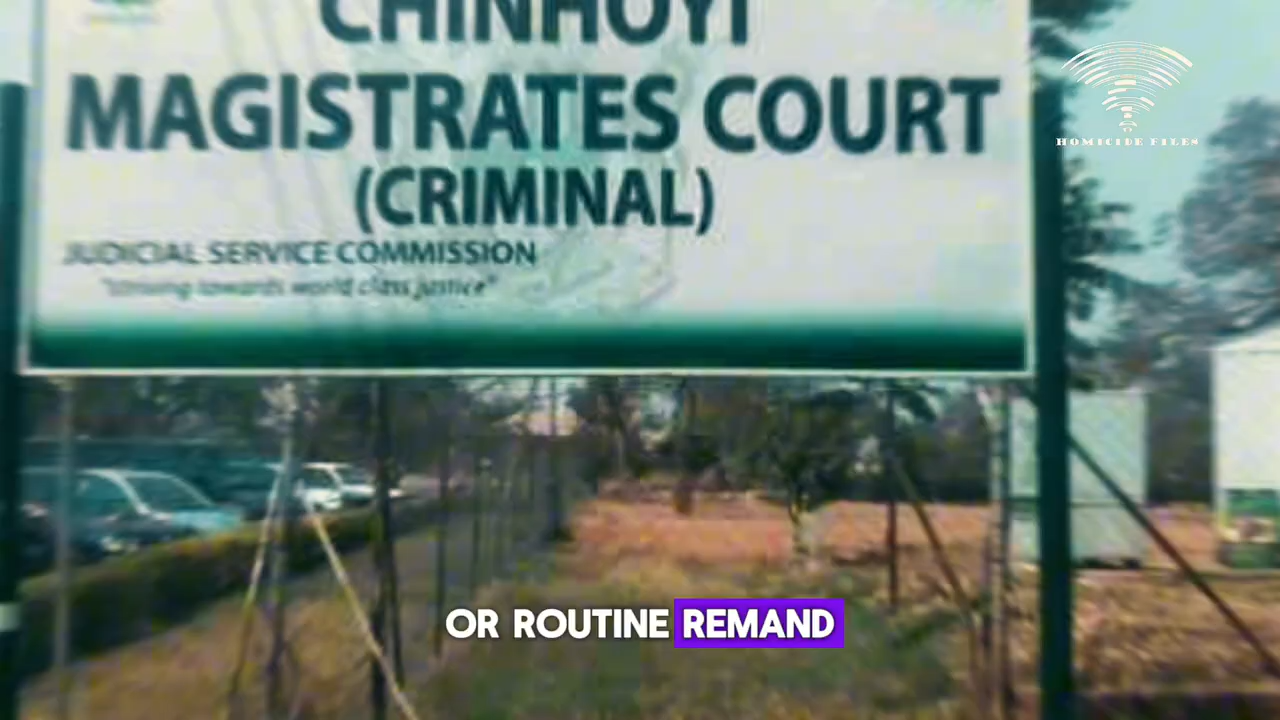 CHINHOYI
MAGISTRATES COURT
(CRIMINAL)
JUDICIAL SERVICE COMMISSION
"Striving towards world class justice"
HOMICIDE FILES
OR ROUTINE REMAND